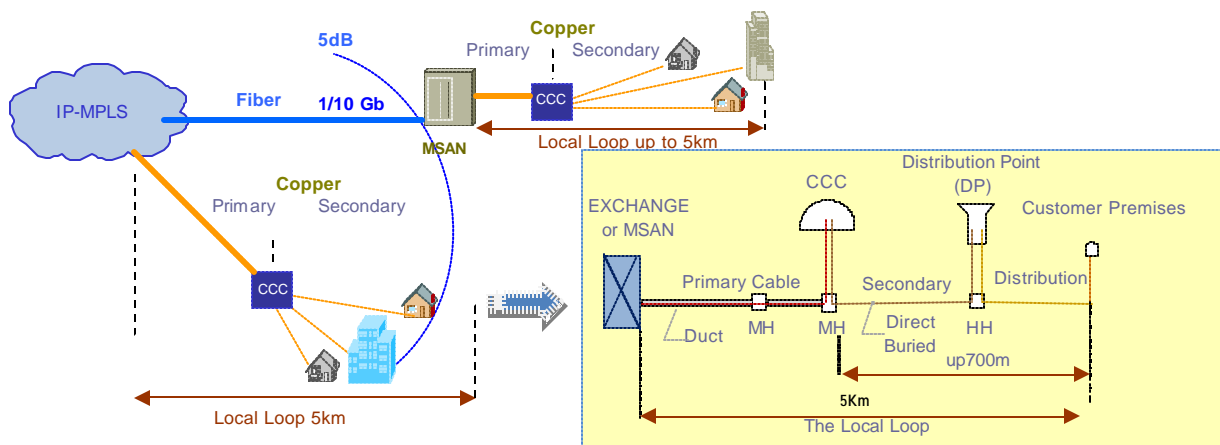 5dB
Copper
Primary Secondary
IP-MPLS
Fiber
1/10 Gb
CCC
MSAN
Local Loop up to 5km
Copper
Primary Secondary
CCC
Local Loop 5km
Distribution Point
(DP)
CCC
EXCHANGE
or MSAN
Customer Premises
Primary Cable
Secondary
Distribution
Duct
MH
MH
Direct
Buried
HH
up700m
5Km
The Local Loop